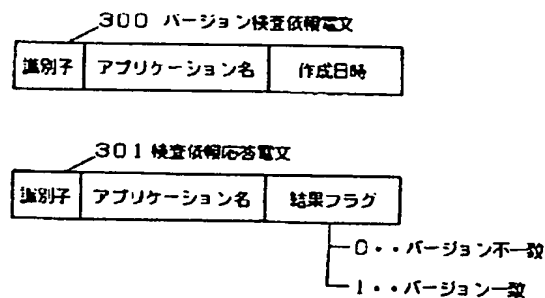 300 バージョン検査依頼電文
識別子 アプリケーション名 作成日時
301 検査依頼応答電文
識別子 アプリケーション名 結果フラグ
0・・バージョン不一致
1・・バージョン一致